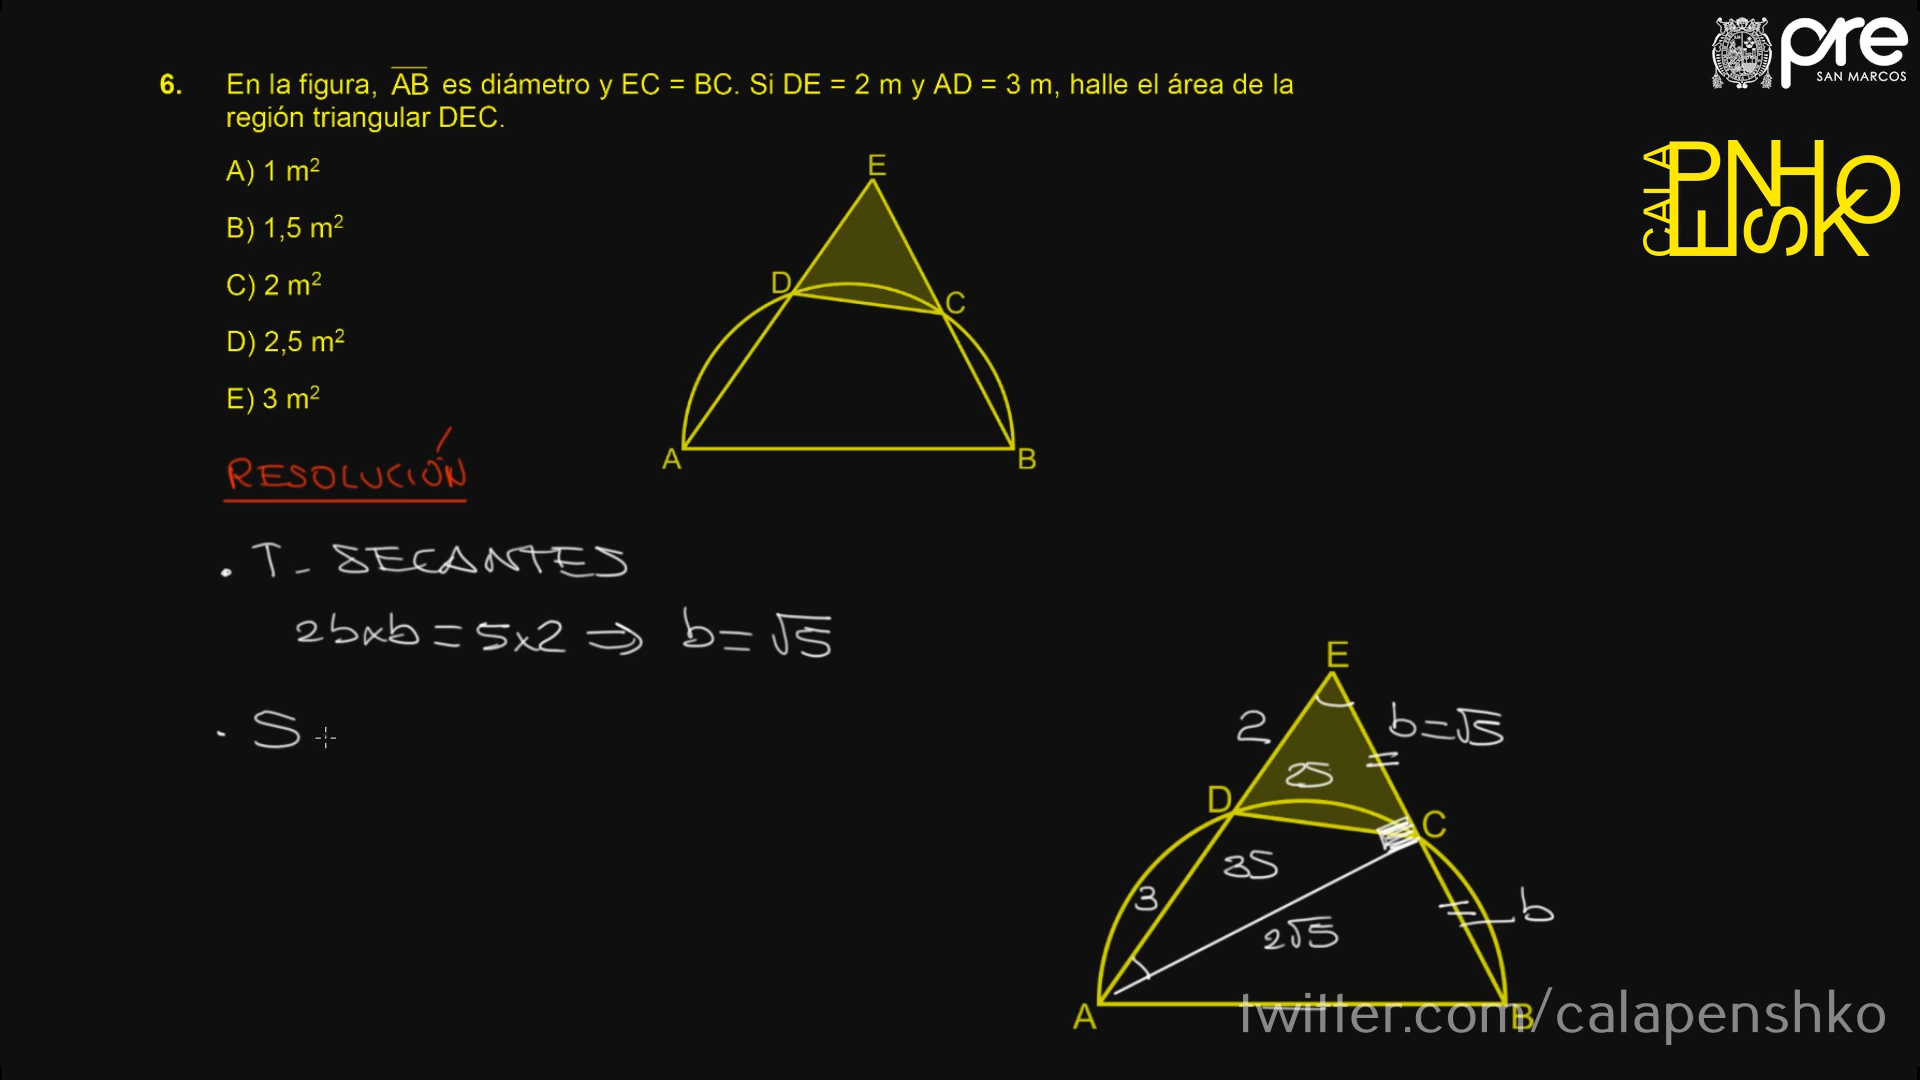 pre
SAN MARCOS
CALA
PENSHKO
6. En la figura, AB es diámetro y EC = BC. Si DE = 2 m y AD = 3 m, halle el área de la
región triangular DEC.
A) 1 m²
B) 1,5 m²
C) 2 m²
D) 2,5 m²
E) 3 m²
E
D
C
A
B
RESOLUCIÓN
. T- SECANTES
2b×b = 5×2 ⇒ b = √5
. S
E
2
b=√5
2S
D
C
3S
3
b
2√5
A
B
twitter.com/calapenshko